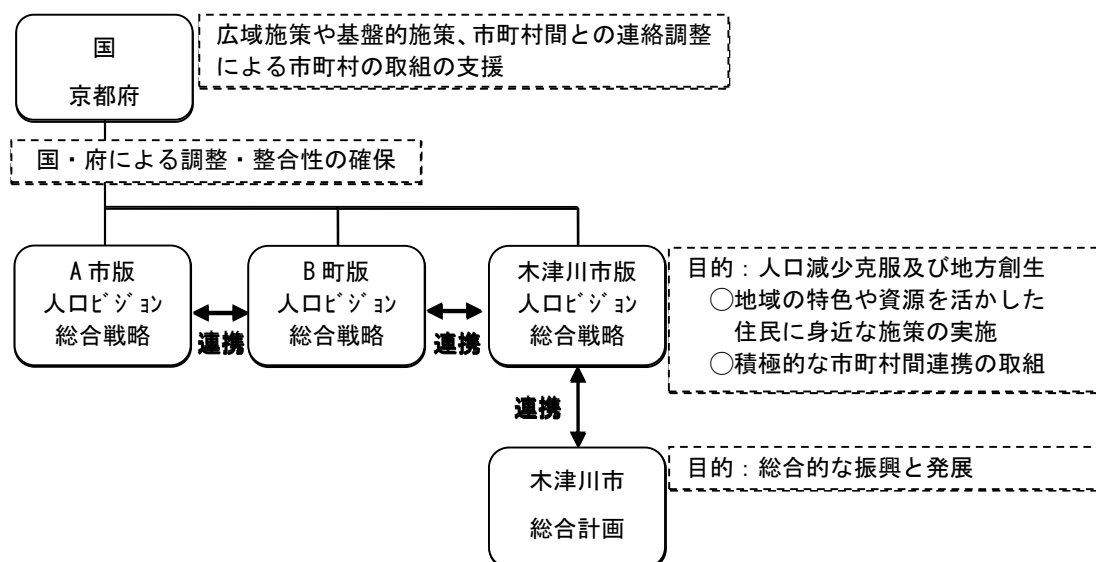 国
京都府
広域施策や基盤的施策、市町村間との連絡調整
による市町村の取組の支援
国・府による調整・整合性の確保
A市版
人口ビジョン
総合戦略
連携
B町版
人口ビジョン
総合戦略
連携
木津川市版
人口ビジョン
総合戦略
目的：人口減少克服及び地方創生
○地域の特色や資源を活かした
住民に身近な施策の実施
○積極的な市町村間連携の取組
連携
木津川市
総合計画
目的：総合的な振興と発展